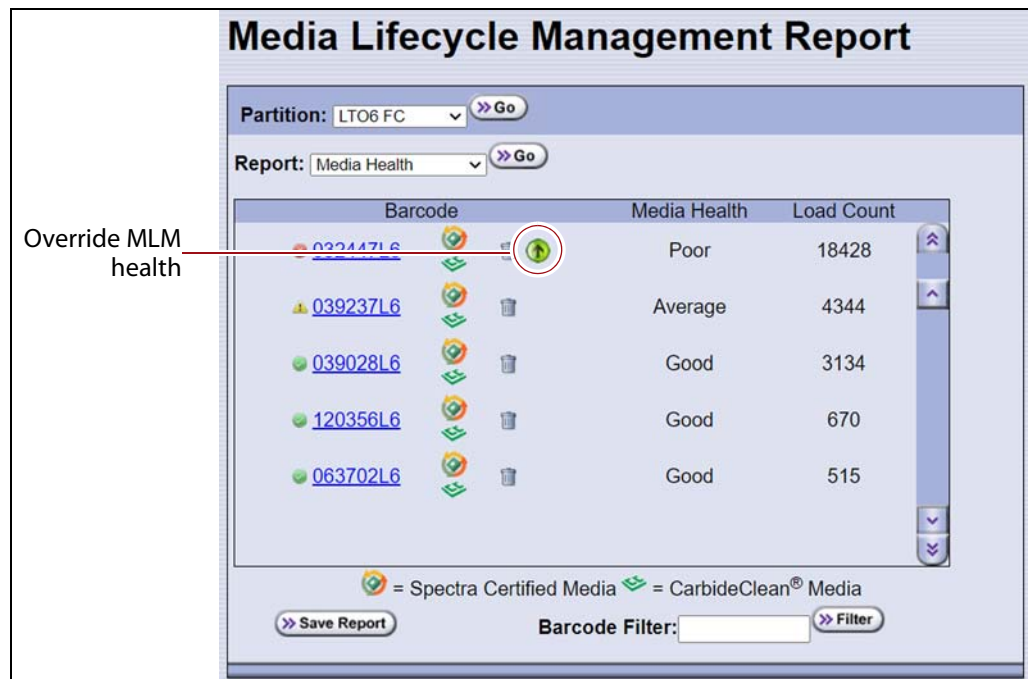 Media Lifecycle Management Report
Partition: LTO6 FC Go
Report: Media Health Go
Barcode Media Health Load Count
Override MLM health
032447L6 Poor 18428
039237L6 Average 4344
039028L6 Good 3134
120356L6 Good 670
063702L6 Good 515
= Spectra Certified Media = CarbideClean® Media
Save Report Barcode Filter: Filter